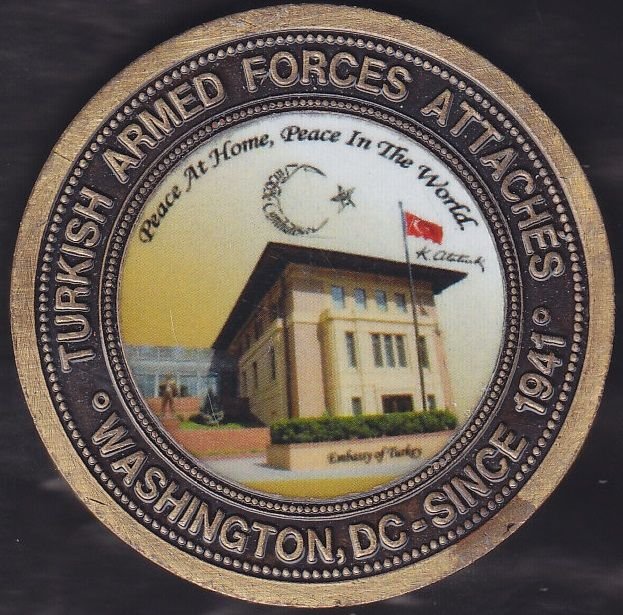 TURKISH ARMED FORCES ATTACHES
WASHINGTON, DC - SINCE 1941
Peace At Home, Peace In The World.
K. Atatürk
Embassy of Turkey